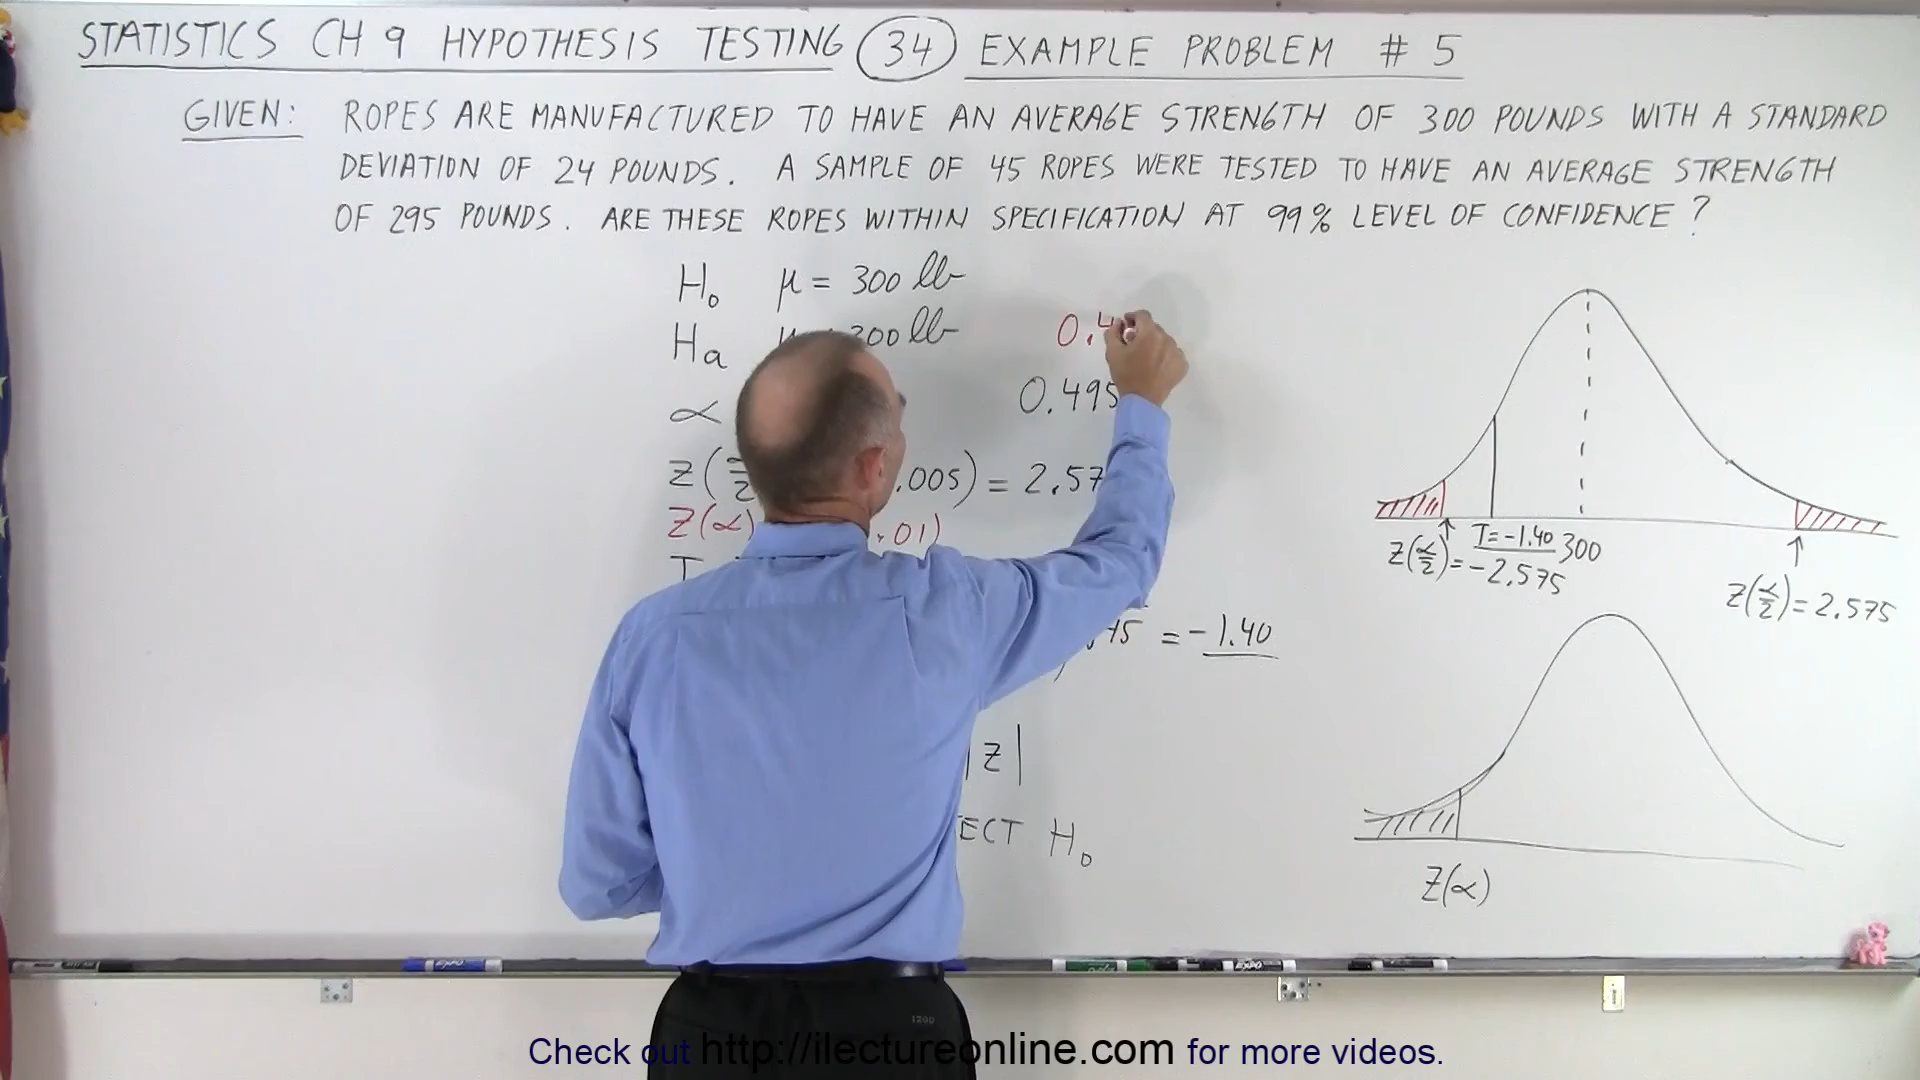 STATISTICS CH 9 HYPOTHESIS TESTING 34 EXAMPLE PROBLEM # 5
GIVEN: ROPES ARE MANUFACTURED TO HAVE AN AVERAGE STRENGTH OF 300 POUNDS WITH A STANDARD
DEVIATION OF 24 POUNDS. A SAMPLE OF 45 ROPES WERE TESTED TO HAVE AN AVERAGE STRENGTH
OF 295 POUNDS. ARE THESE ROPES WITHIN SPECIFICATION AT 99% LEVEL OF CONFIDENCE?
H₀ μ = 300 lb
Ha 300 lb
0.4
α 0.495
Z( .005) = 2.57
Z(α) .01)
T
= -1.40
|Z|
ECT H₀
Z(α/2) = -2.575
T = -1.40
300
Z(α/2) = 2.575
Z(α)
1200
Check out http://ilectureonline.com for more videos.